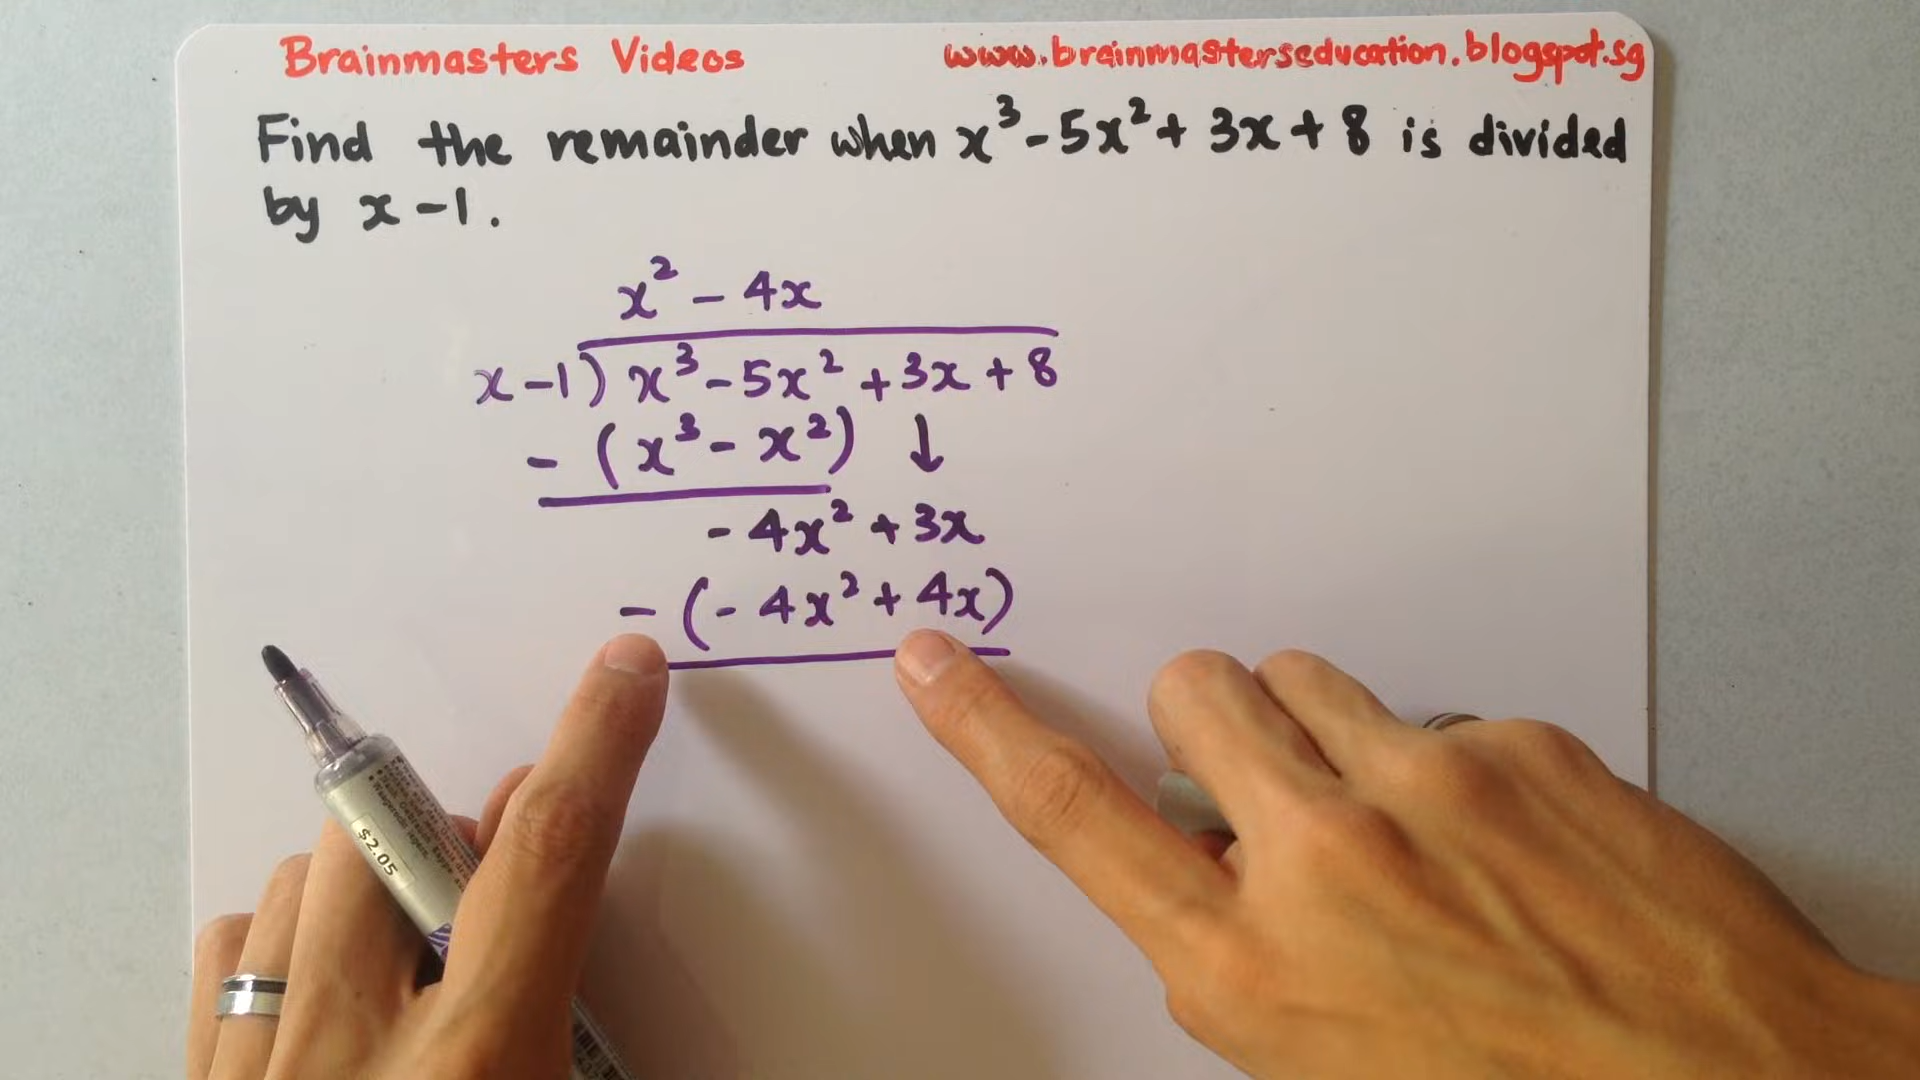 Brainmasters Videos www.brainmasterseducation.blogspot.sg
Find the remainder when x³ - 5x² + 3x + 8 is divided
by x - 1.
x² - 4x
x - 1) x³ - 5x² + 3x + 8
- (x³ - x²) ↓
- 4x² + 3x
- (- 4x² + 4x)
$2.05